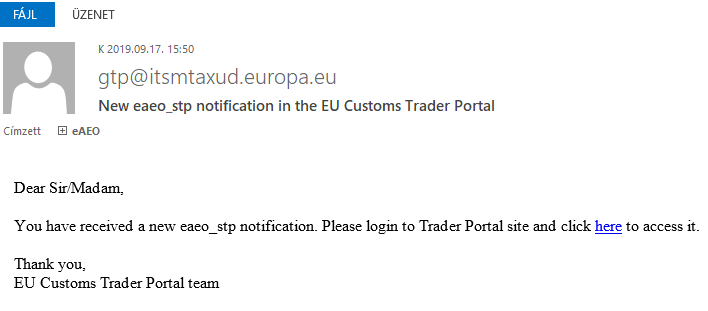 FÁJL ÜZENET
K 2019.09.17. 15:50
gtp@itsmtaxud.europa.eu
New eaeo_stp notification in the EU Customs Trader Portal
Címzett eAEO
Dear Sir/Madam,
You have received a new eaeo_stp notification. Please login to Trader Portal site and click here to access it.
Thank you,
EU Customs Trader Portal team